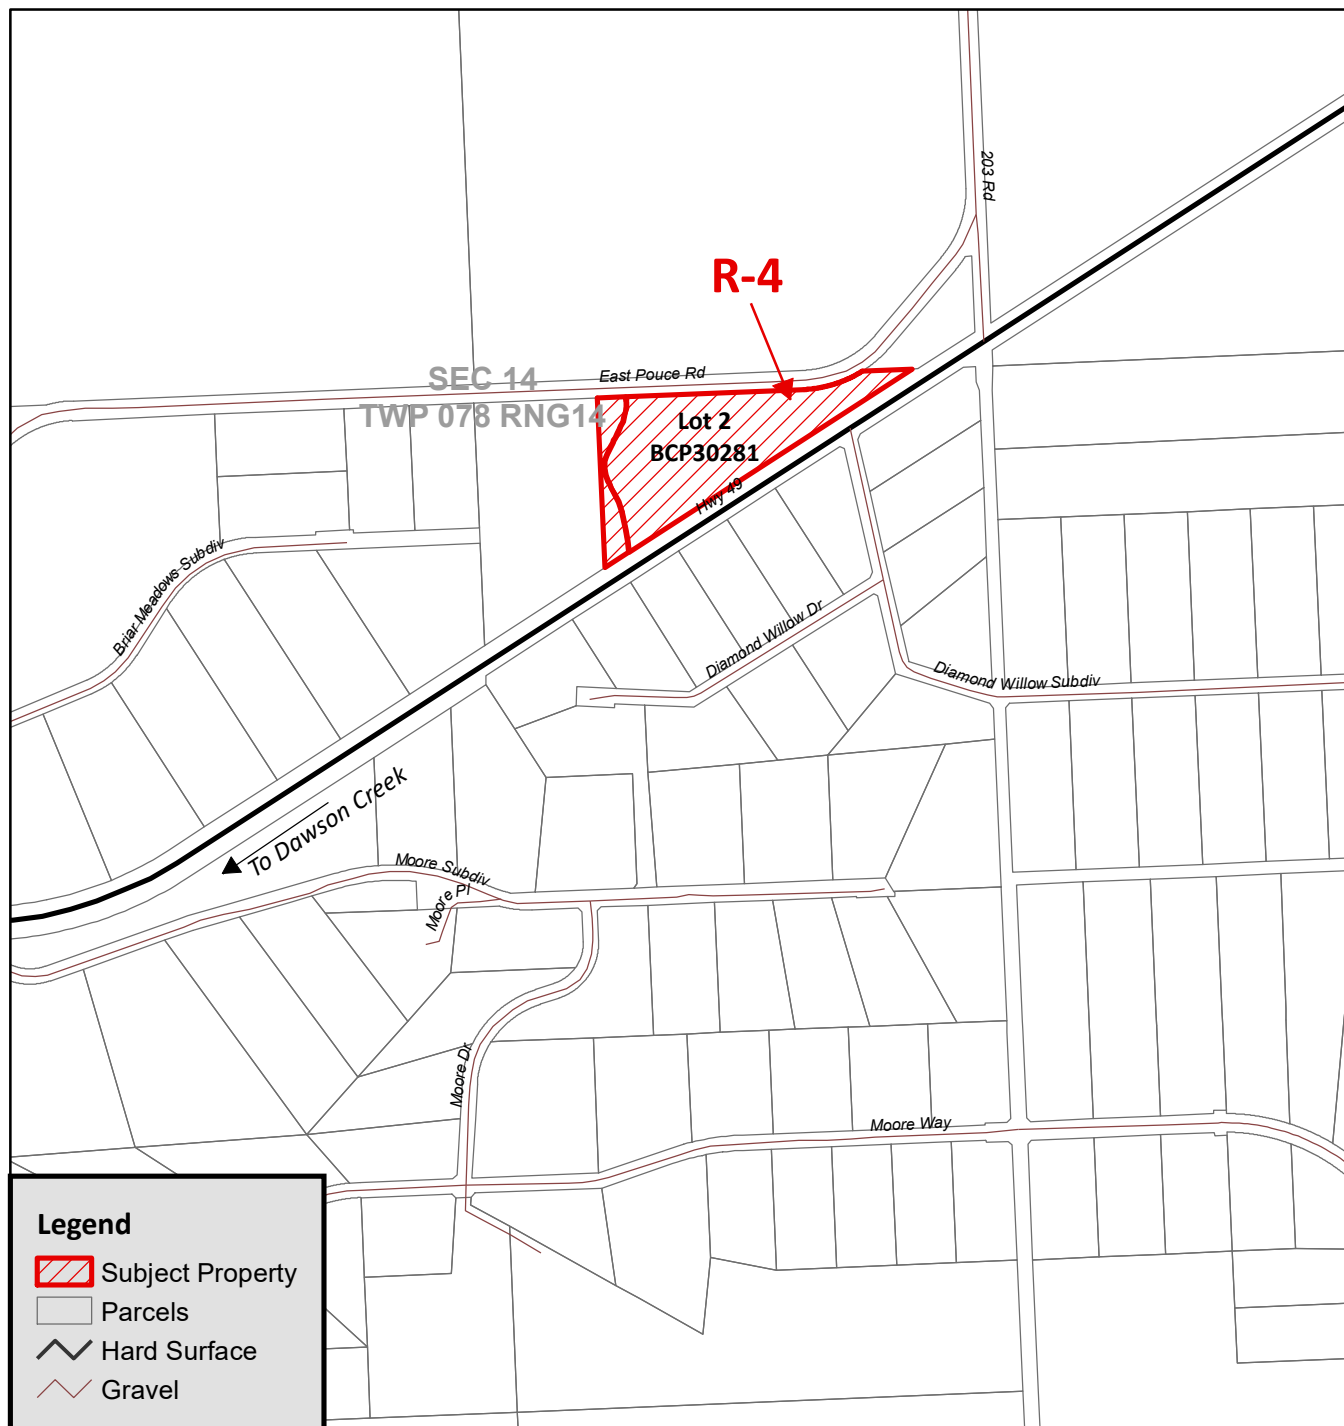 203 Rd
R-4
East Pouce Rd
SEC 14
TWP 078 RNG14
Lot 2
BCP30281
Hwy 49
Briar Meadows Subdiv
Diamond Willow Dr
Diamond Willow Subdiv
To Dawson Creek
Moore Subdiv
Moore Pl
Moore Dr
Moore Way
Legend
Subject Property
Parcels
Hard Surface
Gravel